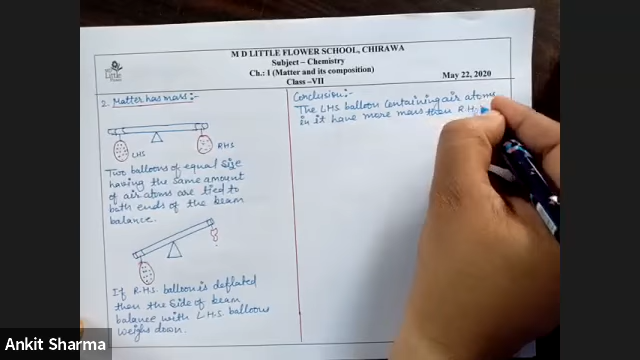 M D LITTLE FLOWER SCHOOL, CHIRAWA
Subject – Chemistry
Ch.: I (Matter and its composition)
Class –VII
May 22, 2020
Little
2. Matter has mass:-
LHS
RHS
Two balloons of equal size
having the same amount
of air atoms are tied to
both ends of the beam
balance.
If R.H.S. balloon is deflated
then the side of beam
balance with L.H.S. balloons
weighs down.
Conclusion:-
The LHS balloon containing air atoms
in it have more mass than R.H.
Ankit Sharma